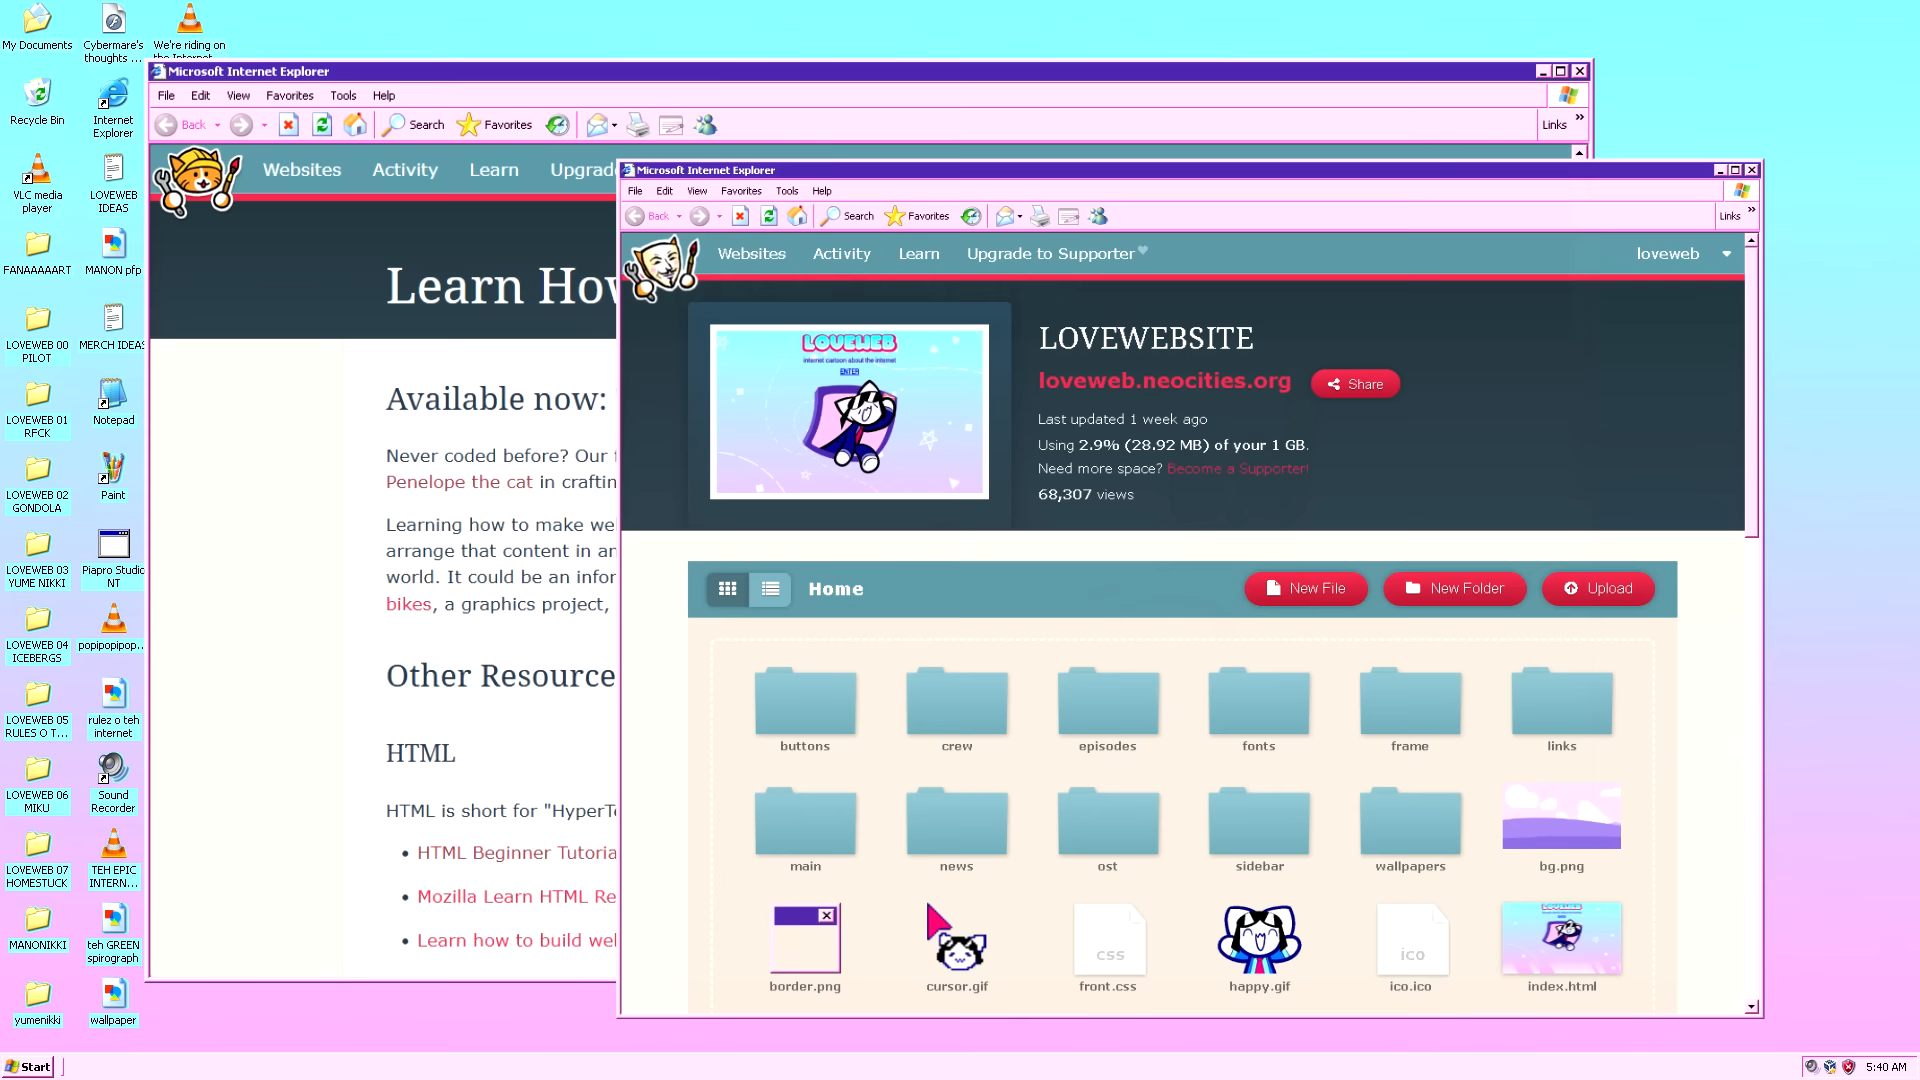 My Documents
Cybermare's
thoughts ...
We're riding on
the Internet
Recycle Bin
Internet
Explorer
VLC media
player
LOVEWEB
IDEAS
FANAAAAART
MANON pfp
LOVEWEB 00
PILOT
MERCH IDEAS
LOVEWEB 01
RFCK
Notepad
LOVEWEB 02
GONDOLA
Paint
LOVEWEB 03
YUME NIKKI
Piapro Studio
NT
LOVEWEB 04
ICEBERGS
popipopipop...
LOVEWEB 05
RULES O T...
rulez o teh
internet
LOVEWEB 06
MIKU
Sound
Recorder
LOVEWEB 07
HOMESTUCK
TEH EPIC
INTERN...
MANONIKKI
teh GREEN
spirograph
yumenikki
wallpaper
Microsoft Internet Explorer
File Edit View Favorites Tools Help
Back Search Favorites Links
Websites Activity Learn Upgrad
Learn How
Available now:
Never coded before? Our
Penelope the cat in craftin
Learning how to make we
arrange that content in an
world. It could be an infor
bikes, a graphics project,
Other Resource
HTML
HTML is short for "HyperTe
HTML Beginner Tutoria
Mozilla Learn HTML Re
Learn how to build wel
Microsoft Internet Explorer
File Edit View Favorites Tools Help
Back Search Favorites Links
Websites Activity Learn Upgrade to Supporter loveweb
LOVEWEB
internet cartoon about the internet
ENTER
LOVEWEBSITE
loveweb.neocities.org Share
Last updated 1 week ago
Using 2.9% (28.92 MB) of your 1 GB.
Need more space? Become a Supporter!
68,307 views
Home New File New Folder Upload
buttons crew episodes fonts frame links
main news ost sidebar wallpapers bg.png
css ico
border.png cursor.gif front.css happy.gif ico.ico index.html
Start 5:40 AM